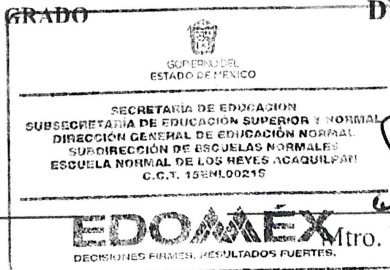 GRADO
D
GOBIERNO DEL
ESTADO DE MÉXICO
SECRETARÍA DE EDUCACIÓN
SUBSECRETARÍA DE EDUCACIÓN SUPERIOR Y NORMAL
DIRECCIÓN GENERAL DE EDUCACIÓN NORMAL
SUBDIRECCIÓN DE ESCUELAS NORMALES
ESCUELA NORMAL DE LOS REYES ACAQUILPAN
C.C.T. 15ENL0021S
EDOMÉX
Mtro.
DECISIONES FIRMES, RESULTADOS FUERTES.